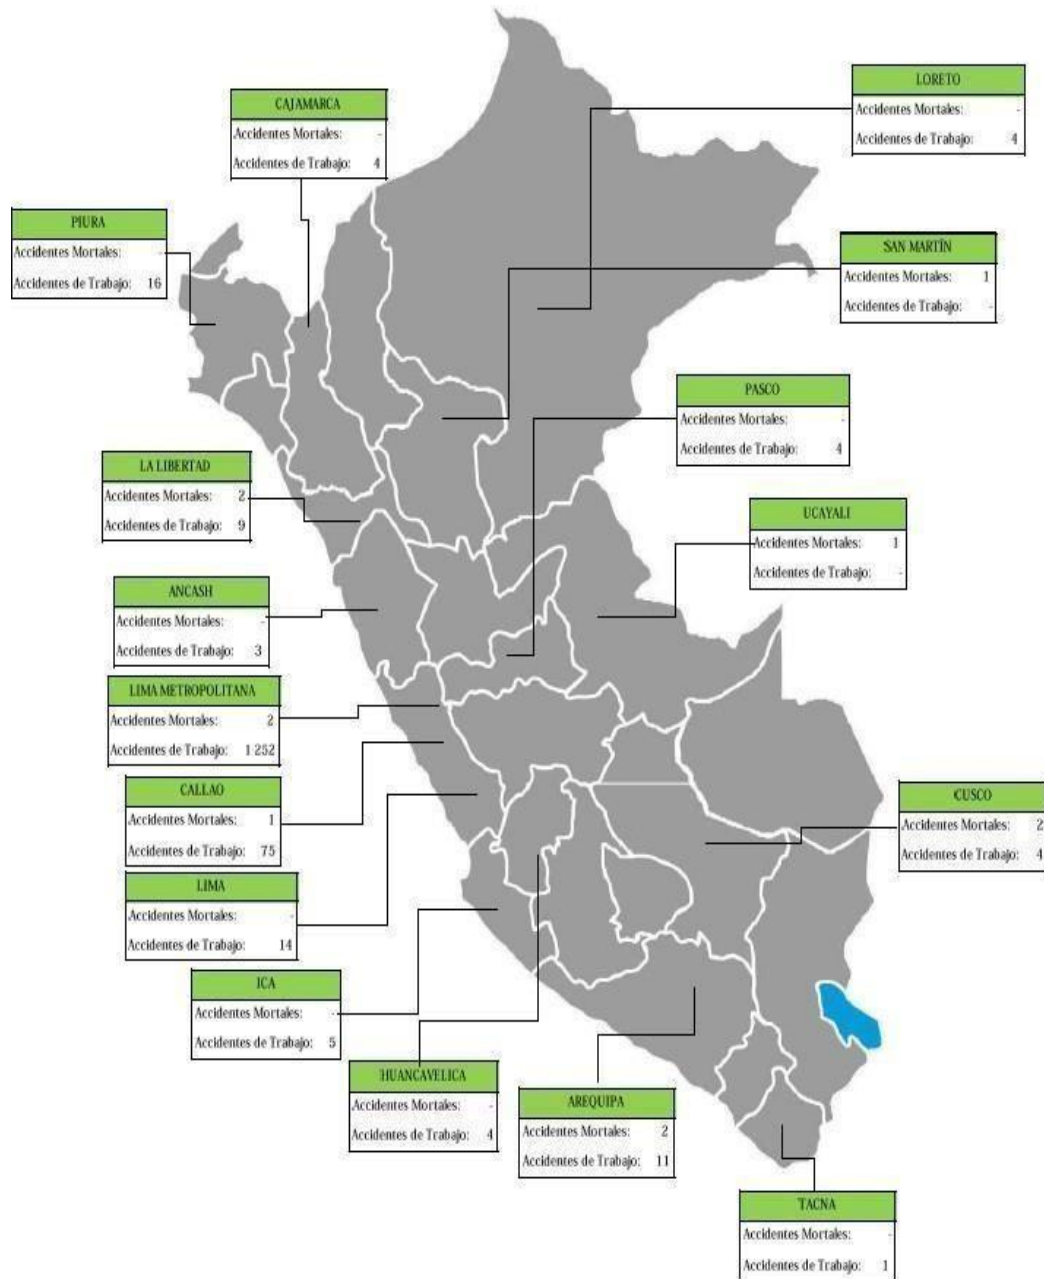 LORETO
Accidentes Mortales: -
Accidentes de Trabajo: 4
CAJAMARCA
Accidentes Mortales: -
Accidentes de Trabajo: 4
PIURA
Accidentes Mortales: -
Accidentes de Trabajo: 16
SAN MARTÍN
Accidentes Mortales: 1
Accidentes de Trabajo: -
PASCO
Accidentes Mortales: -
Accidentes de Trabajo: 4
LA LIBERTAD
Accidentes Mortales: 2
Accidentes de Trabajo: 9
UCAYALI
Accidentes Mortales: 1
Accidentes de Trabajo: -
ANCASH
Accidentes Mortales: -
Accidentes de Trabajo: 3
LIMA METROPOLITANA
Accidentes Mortales: 2
Accidentes de Trabajo: 1 252
CALLAO
Accidentes Mortales: 1
Accidentes de Trabajo: 75
CUSCO
Accidentes Mortales: 2
Accidentes de Trabajo: 4
LIMA
Accidentes Mortales: -
Accidentes de Trabajo: 14
ICA
Accidentes Mortales: -
Accidentes de Trabajo: 5
HUANCAVELICA
Accidentes Mortales: -
Accidentes de Trabajo: 4
AREQUIPA
Accidentes Mortales: 2
Accidentes de Trabajo: 11
TACNA
Accidentes Mortales: -
Accidentes de Trabajo: 1